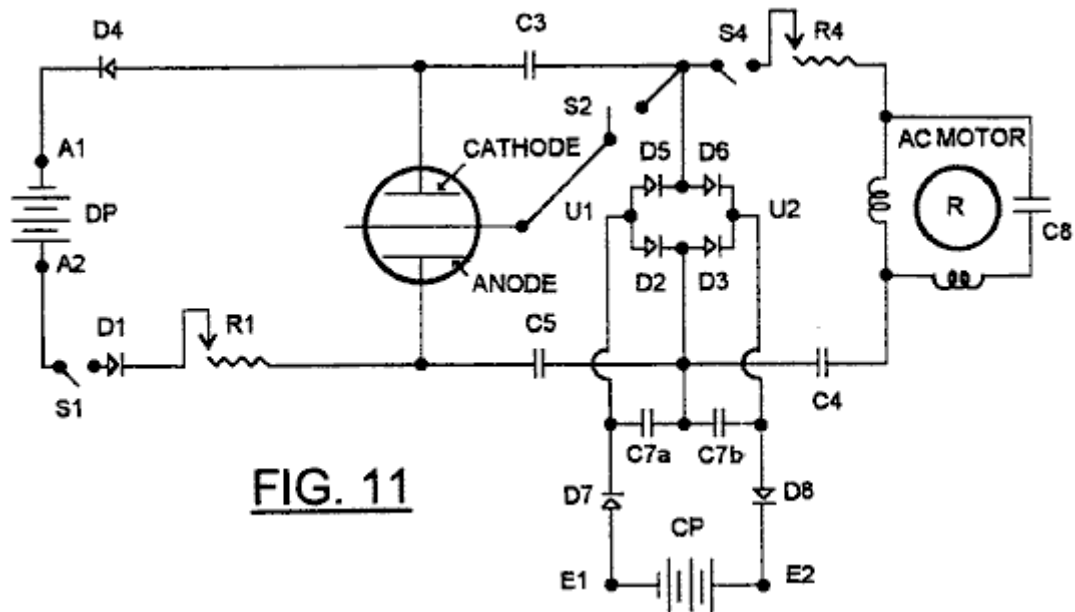 D4
C3
S4
R4
A1
DP
A2
CATHODE
ANODE
S2
D5
D6
U1
U2
D2
D3
AC MOTOR
R
C8
D1
R1
S1
C5
C4
C7a
C7b
D7
D8
CP
E1
E2
FIG. 11